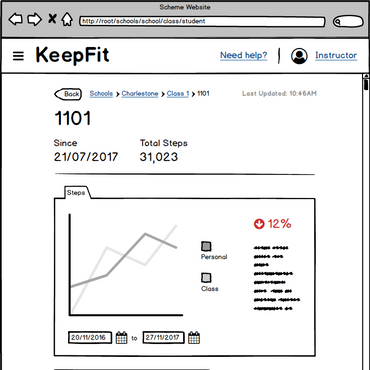 Scheme Website
http://root/schools/school/class/student
KeepFit
Need help?
Instructor
Back
Schools > Charlestone > Class 1 > 1101
Last Updated: 10:46AM
1101
Since
21/07/2017
Total Steps
31,023
Steps
12%
Personal
Class
20/11/2016
to
27/11/2017